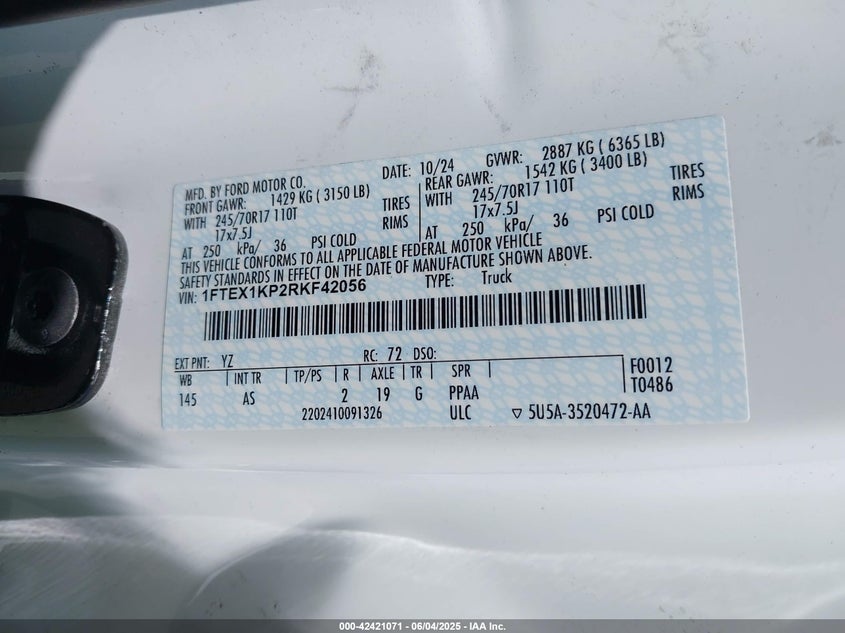 MFD. BY FORD MOTOR CO. DATE: 10/24 GVWR: 2887 KG ( 6365 LB)
FRONT GAWR: 1429 KG ( 3150 LB) REAR GAWR: 1542 KG ( 3400 LB)
WITH 245/70R17 110T TIRES WITH 245/70R17 110T TIRES
17x7.5J RIMS 17x7.5J RIMS
AT 250 kPa/ 36 PSI COLD AT 250 kPa/ 36 PSI COLD
THIS VEHICLE CONFORMS TO ALL APPLICABLE FEDERAL MOTOR VEHICLE
SAFETY STANDARDS IN EFFECT ON THE DATE OF MANUFACTURE SHOWN ABOVE.
VIN: 1FTEX1KP2RKF42056 TYPE: Truck
EXT PNT: YZ RC: 72 DSO:
WB INT TR TP/PS R AXLE TR SPR F0012
145 AS 2 19 G PPAA T0486
2202410091326 ULC ▽ 5U5A-3520472-AA
000-42421071 - 06/04/2025 - IAA Inc.